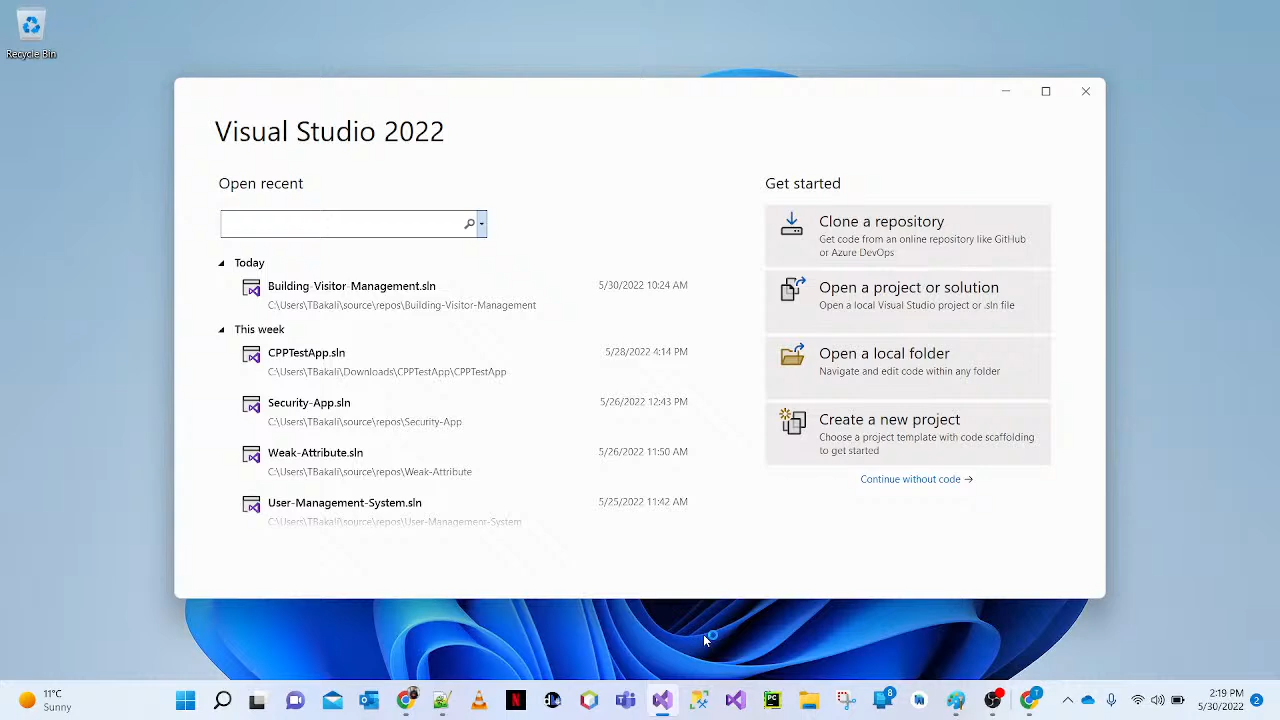 Recycle Bin
Visual Studio 2022
Open recent
Today
Building-Visitor-Management.sln
5/30/2022 10:24 AM
C:\Users\TBakali\source\repos\Building-Visitor-Management
This week
CPPTestApp.sln
5/28/2022 4:14 PM
C:\Users\TBakali\Downloads\CPPTestApp\CPPTestApp
Security-App.sln
5/26/2022 12:43 PM
C:\Users\TBakali\source\repos\Security-App
Weak-Attribute.sln
5/26/2022 11:50 AM
C:\Users\TBakali\source\repos\Weak-Attribute
User-Management-System.sln
5/25/2022 11:42 AM
C:\Users\TBakali\source\repos\User-Management-System
Get started
Clone a repository
Get code from an online repository like GitHub
or Azure DevOps
Open a project or solution
Open a local Visual Studio project or .sln file
Open a local folder
Navigate and edit code within any folder
Create a new project
Choose a project template with code scaffolding
to get started
Continue without code →
11°C
Sunny
N
PC
8
T
2:19 PM
5/30/2022
2